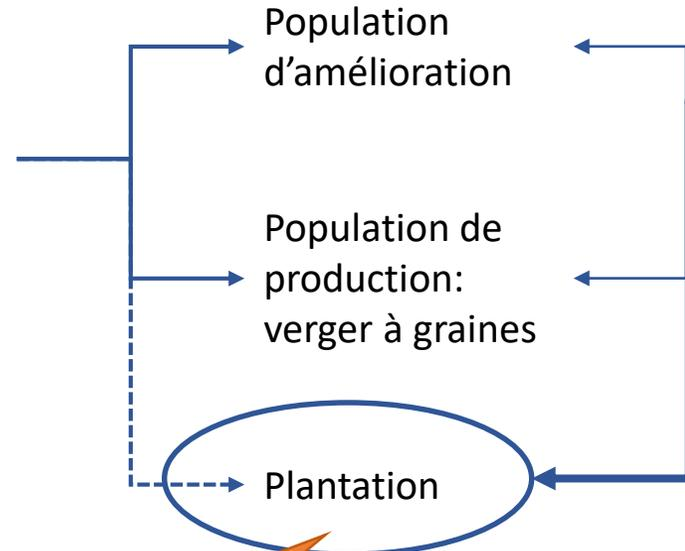 Population
d’amélioration
Population de
production:
verger à graines
Plantation